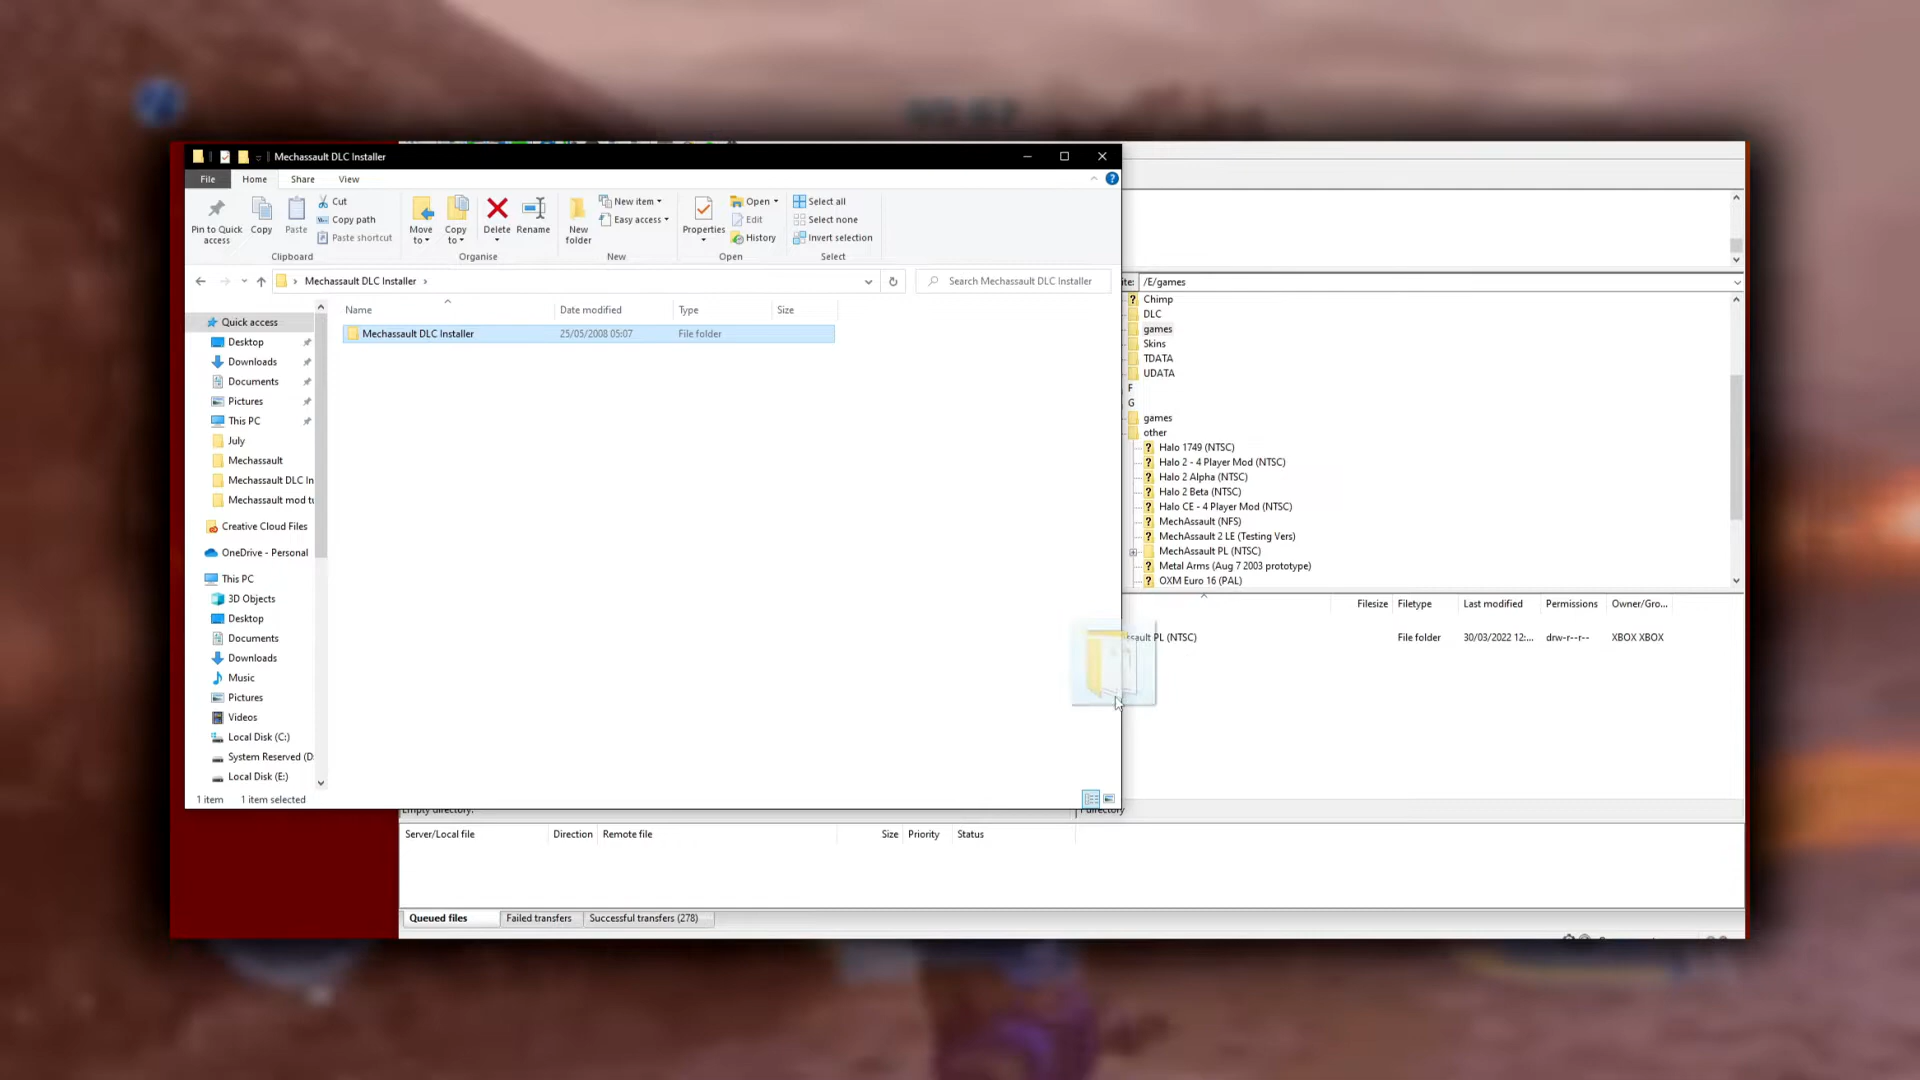 Mechassault DLC Installer
File
Home
Share
View
Pin to Quick access
Copy
Paste
Cut
Copy path
Paste shortcut
Clipboard
Move to
Copy to
Delete
Rename
Organise
New folder
New item
Easy access
New
Properties
Open
Edit
History
Open
Select all
Select none
Invert selection
Select
Mechassault DLC Installer
Search Mechassault DLC Installer
Name
Date modified
Type
Size
Mechassault DLC Installer
25/05/2008 05:07
File folder
Quick access
Desktop
Downloads
Documents
Pictures
This PC
July
Mechassault
Mechassault DLC In
Mechassault mod tu
Creative Cloud Files
OneDrive - Personal
This PC
3D Objects
Desktop
Documents
Downloads
Music
Pictures
Videos
Local Disk (C:)
System Reserved (D
Local Disk (E:)
1 item
1 item selected
ite:
/E/games
Chimp
DLC
games
Skins
TDATA
UDATA
F
G
games
other
Halo 1749 (NTSC)
Halo 2 - 4 Player Mod (NTSC)
Halo 2 Alpha (NTSC)
Halo 2 Beta (NTSC)
Halo CE - 4 Player Mod (NTSC)
MechAssault (NFS)
MechAssault 2 LE (Testing Vers)
MechAssault PL (NTSC)
Metal Arms (Aug 7 2003 prototype)
OXM Euro 16 (PAL)
Filesize
Filetype
Last modified
Permissions
Owner/Gro...
ssault PL (NTSC)
File folder
30/03/2022 12:...
drw-r--r--
XBOX XBOX
Empty directory.
1 directory
Server/Local file
Direction
Remote file
Size
Priority
Status
Queued files
Failed transfers
Successful transfers (278)